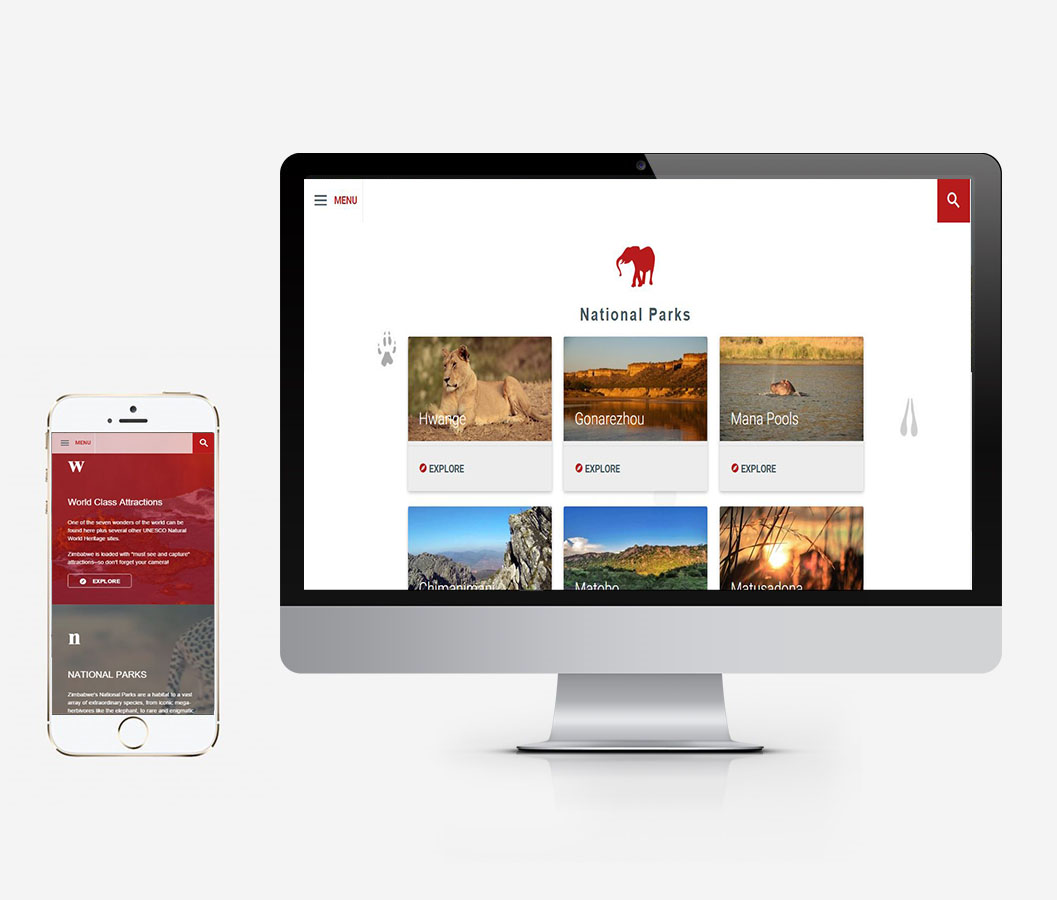 MENU
w
World Class Attractions
One of the seven wonders of the world can be
found here plus several other UNESCO Natural
World Heritage sites.
Zimbabwe is loaded with "must see and capture"
attractions–so don't forget your camera!
EXPLORE
n
NATIONAL PARKS
Zimbabwe's National Parks are a habitat to a vast
array of extraordinary species, from iconic mega-
herbivores like the elephant, to rare and enigmatic
MENU
National Parks
Hwange
Gonarezhou
Mana Pools
EXPLORE
EXPLORE
EXPLORE
Chimanimani
Matobo
Matusadona